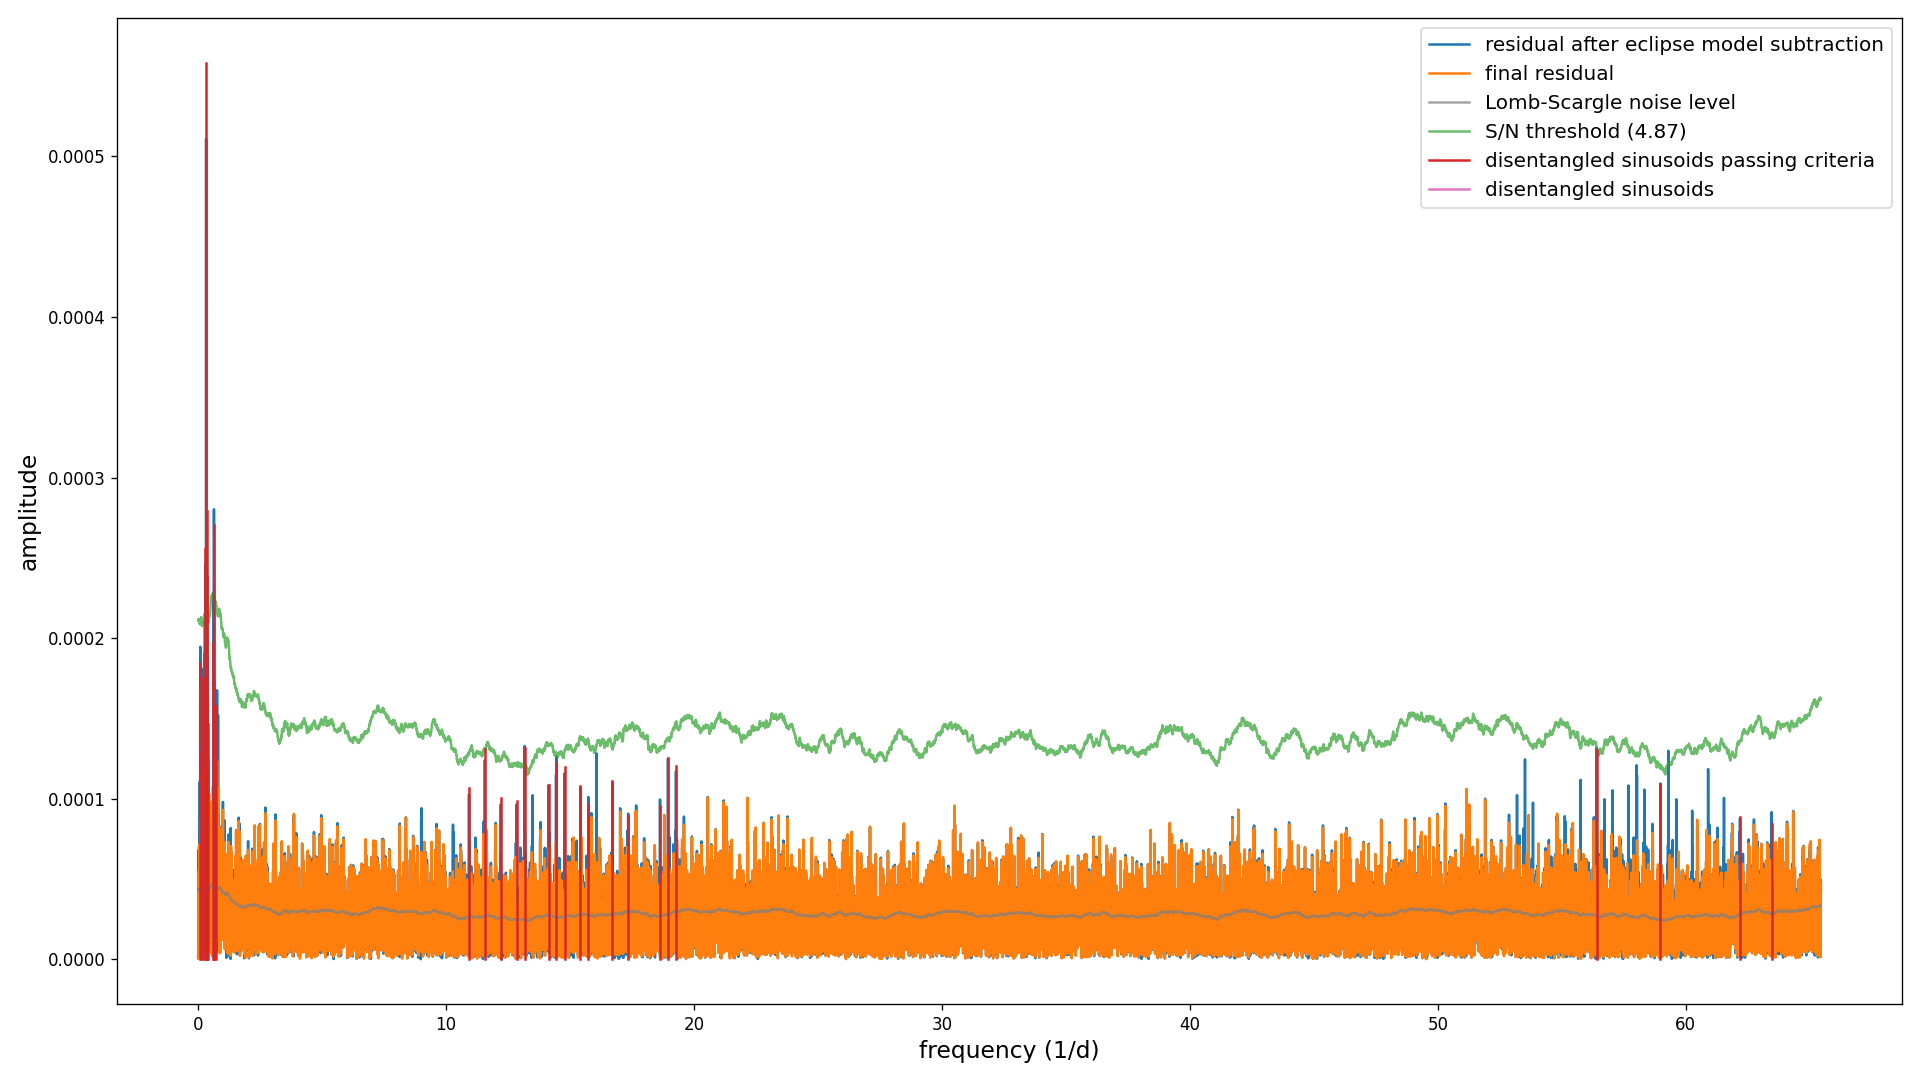 residual after eclipse model subtraction
final residual
Lomb-Scargle noise level
S/N threshold (4.87)
disentangled sinusoids passing criteria
disentangled sinusoids
amplitude
0.0005
0.0004
0.0003
0.0002
0.0001
0.0000
0 10 20 30 40 50 60
frequency (1/d)